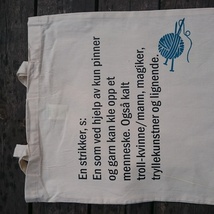 En strikker, s:
En som ved hjelp av kun pinner
og garn kan kle opp et
menneske. Også kalt
troll-kvinne/ mann, magiker,
tryllekunstner og lignende.